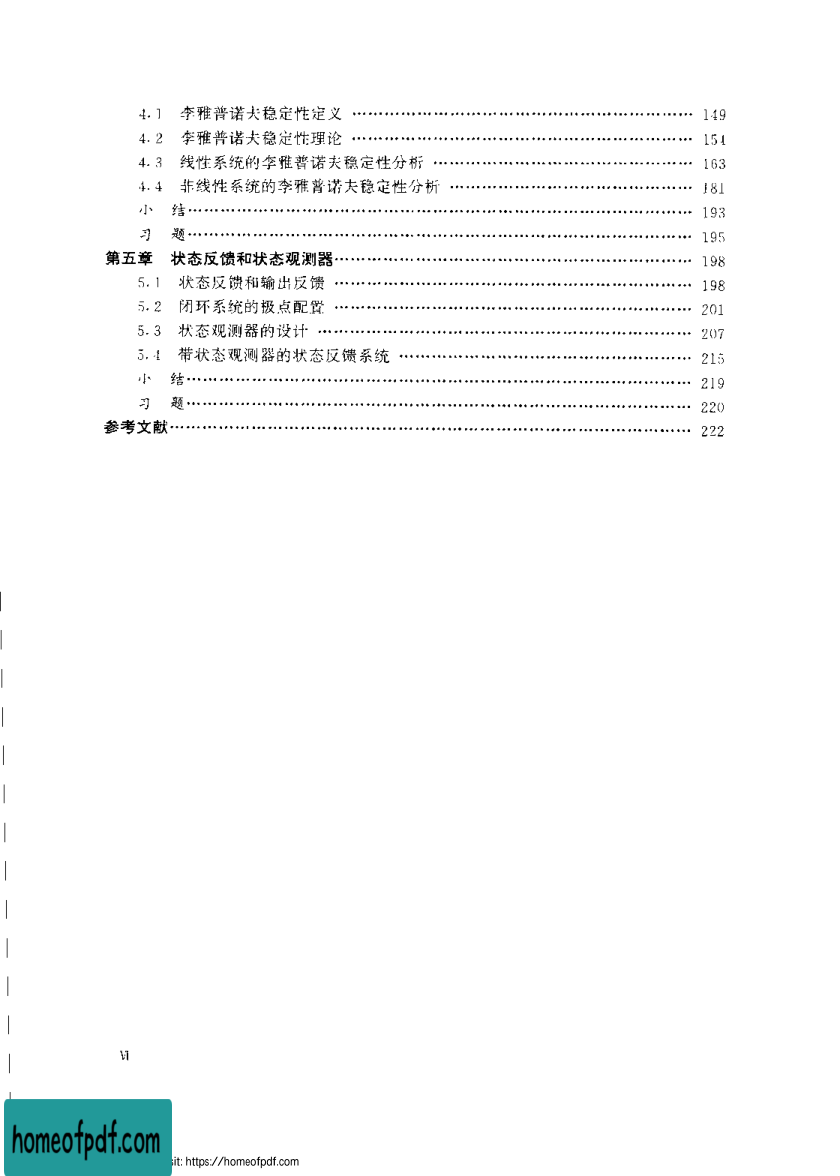 4.1 李雅普诺夫稳定性定义 …… 149
4.2 李雅普诺夫稳定性理论 …… 154
4.3 线性系统的李雅普诺夫稳定性分析 …… 163
4.4 非线性系统的李雅普诺夫稳定性分析 …… 181
小 结 …… 193
习 题 …… 195
第五章 状态反馈和状态观测器 …… 198
5.1 状态反馈和输出反馈 …… 198
5.2 闭环系统的极点配置 …… 201
5.3 状态观测器的设计 …… 207
5.4 带状态观测器的状态反馈系统 …… 215
小 结 …… 219
习 题 …… 220
参考文献 …… 222
Ⅵ
homeofpdf.com
sit: https://homeofpdf.com